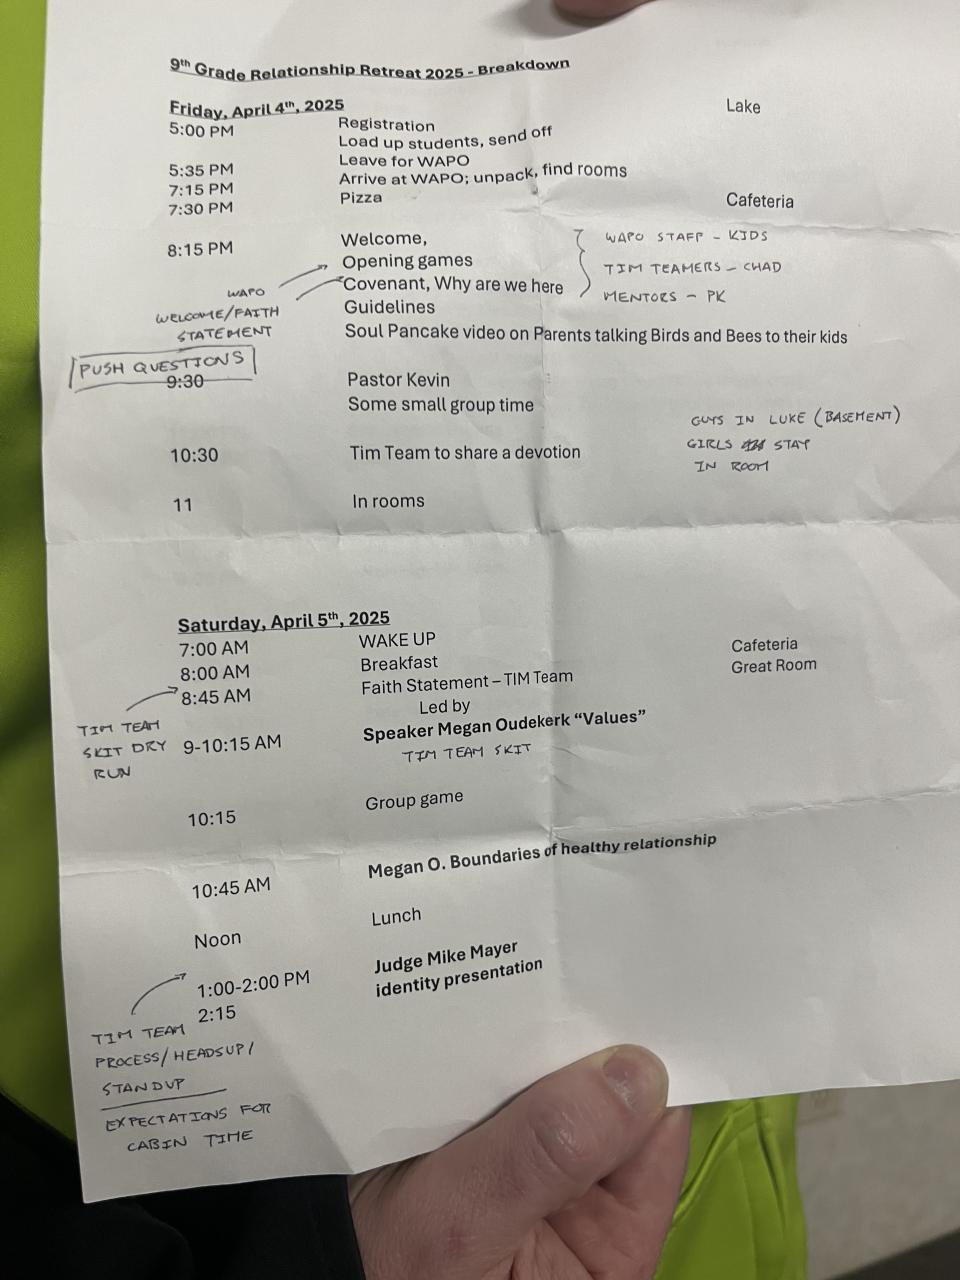 9th Grade Relationship Retreat 2025 - Breakdown
Friday, April 4th, 2025
Lake
5:00 PM Registration
Load up students, send off
5:35 PM Leave for WAPO
7:15 PM Arrive at WAPO; unpack, find rooms
7:30 PM Pizza Cafeteria
8:15 PM Welcome, WAPO STAFF - KIDS
Opening games TIM TEAMERS - CHAD
Covenant, Why are we here MENTORS - PK
WAPO
WELCOME/FAITH
STATEMENT
Guidelines
Soul Pancake video on Parents talking Birds and Bees to their kids
PUSH QUESTIONS
9:30 Pastor Kevin
Some small group time
GUYS IN LUKE (BASEMENT)
GIRLS STAY
IN ROOM
10:30 Tim Team to share a devotion
11 In rooms
Saturday, April 5th, 2025
7:00 AM WAKE UP
8:00 AM Breakfast Cafeteria
8:45 AM Faith Statement – TIM Team Great Room
Led by
TIM TEAM
SKIT DRY
RUN
9-10:15 AM Speaker Megan Oudekerk “Values”
TIM TEAM SKIT
10:15 Group game
10:45 AM Megan O. Boundaries of healthy relationship
Noon Lunch
1:00-2:00 PM Judge Mike Mayer
identity presentation
2:15
TIM TEAM
PROCESS/HEADSUP/
STANDUP
EXPECTATIONS FOR
CABIN TIME